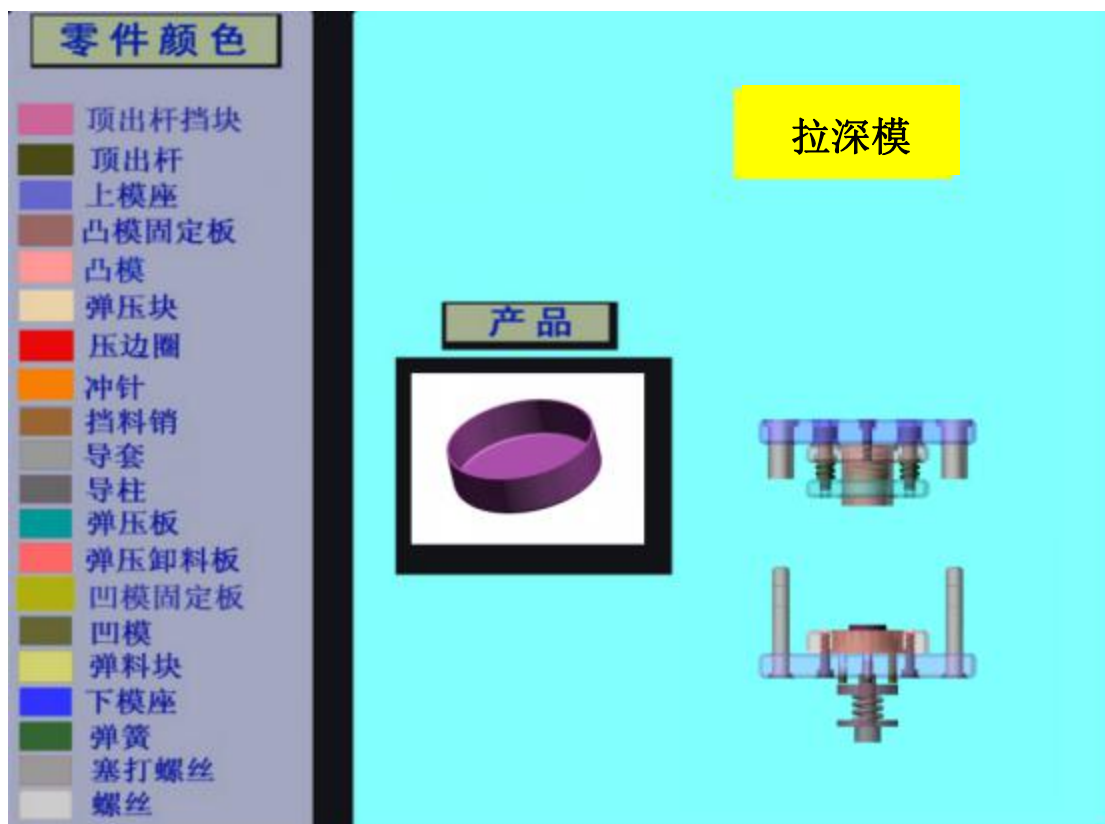 零件颜色
顶出杆挡块
顶出杆
上模座
凸模固定板
凸模
弹压块
压边圈
冲针
挡料销
导套
导柱
弹压板
弹压卸料板
凹模固定板
凹模
弹料块
下模座
弹簧
塞打螺丝
螺丝
拉深模
产品